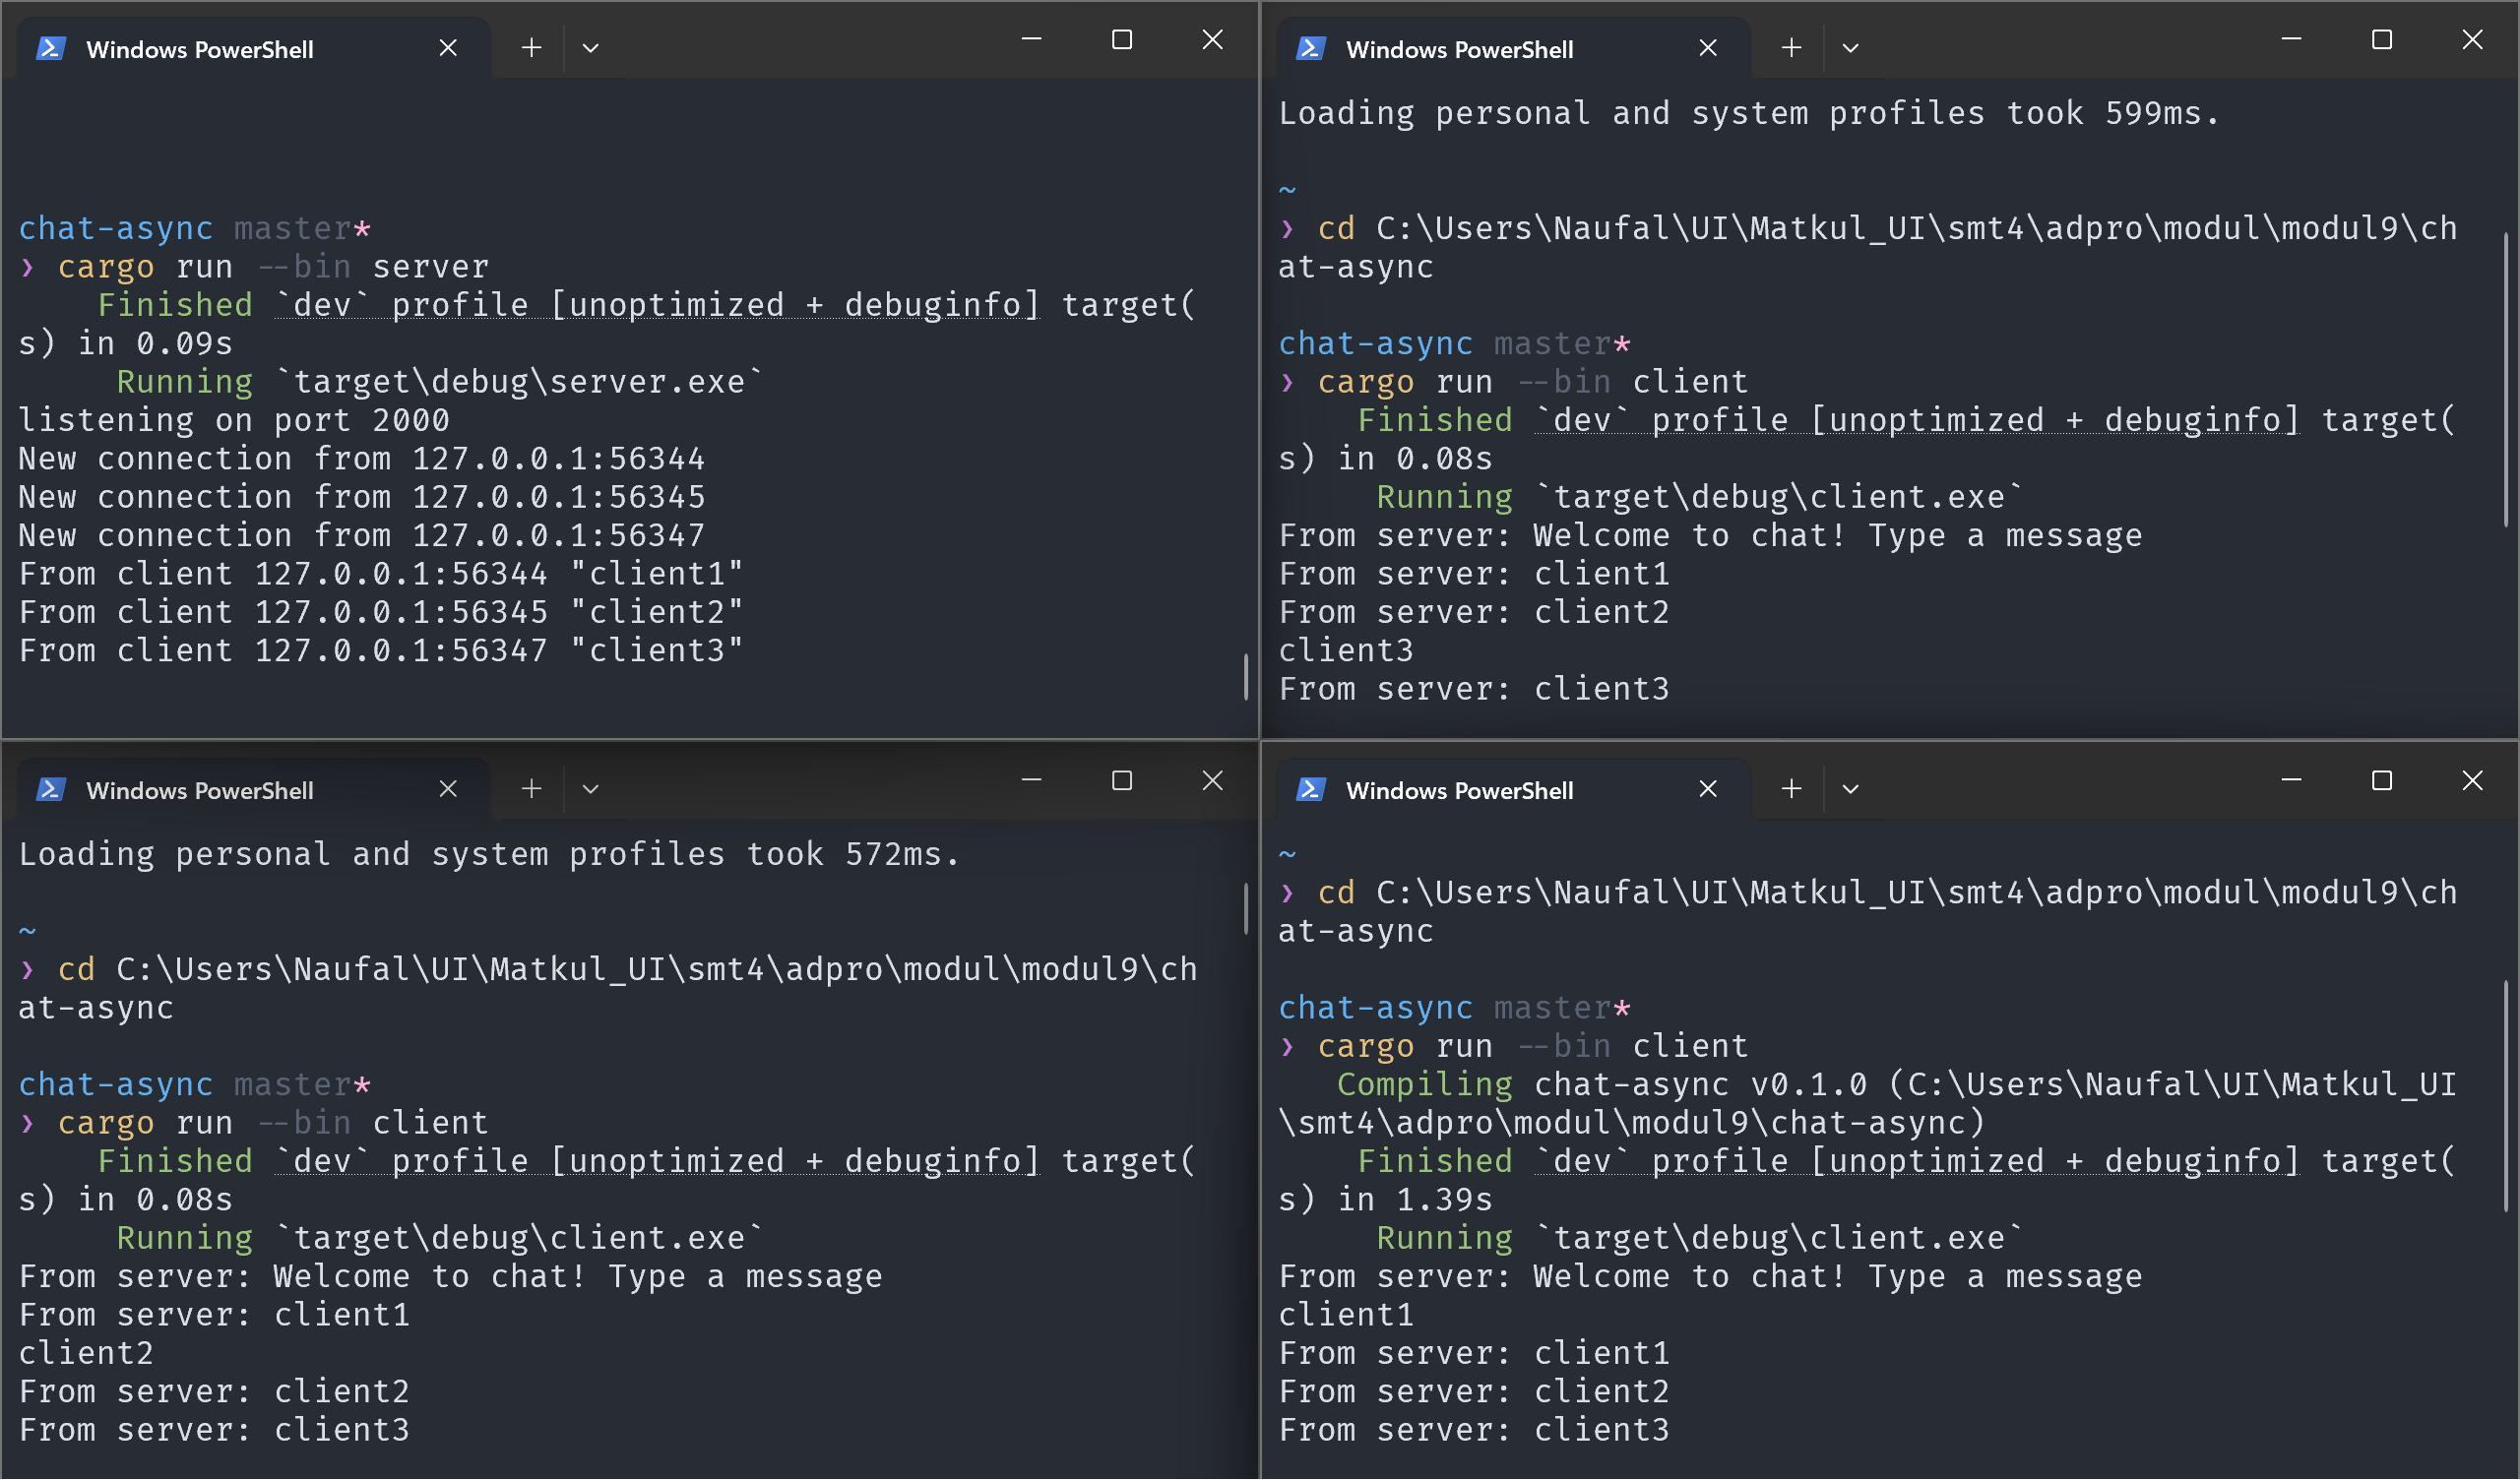 Windows PowerShell
chat-async master*
❯ cargo run --bin server
    Finished `dev` profile [unoptimized + debuginfo] target(
s) in 0.09s
     Running `target\debug\server.exe`
listening on port 2000
New connection from 127.0.0.1:56344
New connection from 127.0.0.1:56345
New connection from 127.0.0.1:56347
From client 127.0.0.1:56344 "client1"
From client 127.0.0.1:56345 "client2"
From client 127.0.0.1:56347 "client3"
Windows PowerShell
Loading personal and system profiles took 599ms.
~
❯ cd C:\Users\Naufal\UI\Matkul_UI\smt4\adpro\modul\modul9\ch
at-async
chat-async master*
❯ cargo run --bin client
    Finished `dev` profile [unoptimized + debuginfo] target(
s) in 0.08s
     Running `target\debug\client.exe`
From server: Welcome to chat! Type a message
From server: client1
From server: client2
client3
From server: client3
Windows PowerShell
Loading personal and system profiles took 572ms.
~
❯ cd C:\Users\Naufal\UI\Matkul_UI\smt4\adpro\modul\modul9\ch
at-async
chat-async master*
❯ cargo run --bin client
    Finished `dev` profile [unoptimized + debuginfo] target(
s) in 0.08s
     Running `target\debug\client.exe`
From server: Welcome to chat! Type a message
From server: client1
client2
From server: client2
From server: client3
Windows PowerShell
~
❯ cd C:\Users\Naufal\UI\Matkul_UI\smt4\adpro\modul\modul9\ch
at-async
chat-async master*
❯ cargo run --bin client
   Compiling chat-async v0.1.0 (C:\Users\Naufal\UI\Matkul_UI
\smt4\adpro\modul\modul9\chat-async)
    Finished `dev` profile [unoptimized + debuginfo] target(
s) in 1.39s
     Running `target\debug\client.exe`
From server: Welcome to chat! Type a message
client1
From server: client1
From server: client2
From server: client3